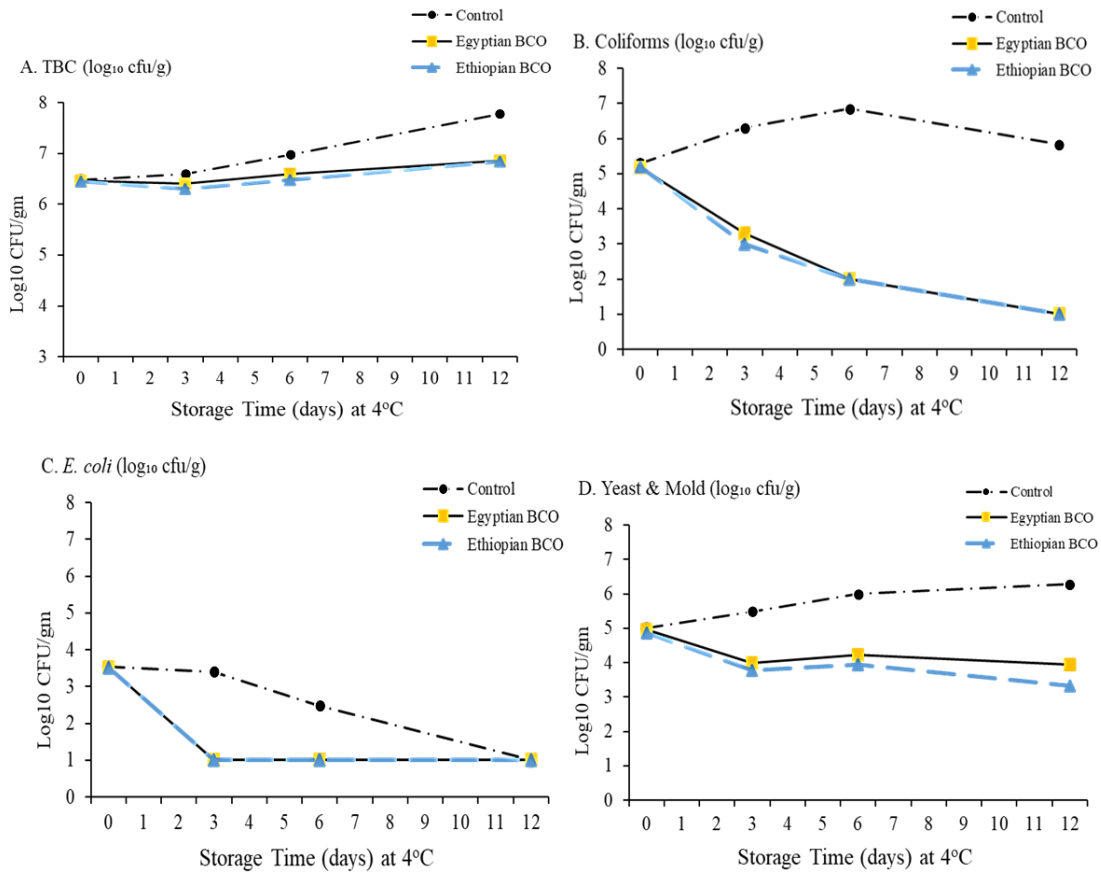 A. TBC (log₁₀ cfu/g)
Control
Egyptian BCO
Ethiopian BCO
8
7
6
5
4
3
Log10 CFU/gm
0 1 2 3 4 5 6 7 8 9 10 11 12
Storage Time (days) at 4°C
B. Coliforms (log₁₀ cfu/g)
Control
Egyptian BCO
Ethiopian BCO
8
7
6
5
4
3
2
1
0
Log10 CFU/gm
0 1 2 3 4 5 6 7 8 9 10 11 12
Storage Time (days) at 4°C
C. E. coli (log₁₀ cfu/g)
Control
Egyptian BCO
Ethiopian BCO
8
7
6
5
4
3
2
1
0
Log10 CFU/gm
0 1 2 3 4 5 6 7 8 9 10 11 12
Storage Time (days) at 4°C
D. Yeast & Mold (log₁₀ cfu/g)
Control
Egyptian BCO
Ethiopian BCO
8
7
6
5
4
3
2
1
0
Log10 CFU/gm
0 1 2 3 4 5 6 7 8 9 10 11 12
Storage Time (days) at 4°C